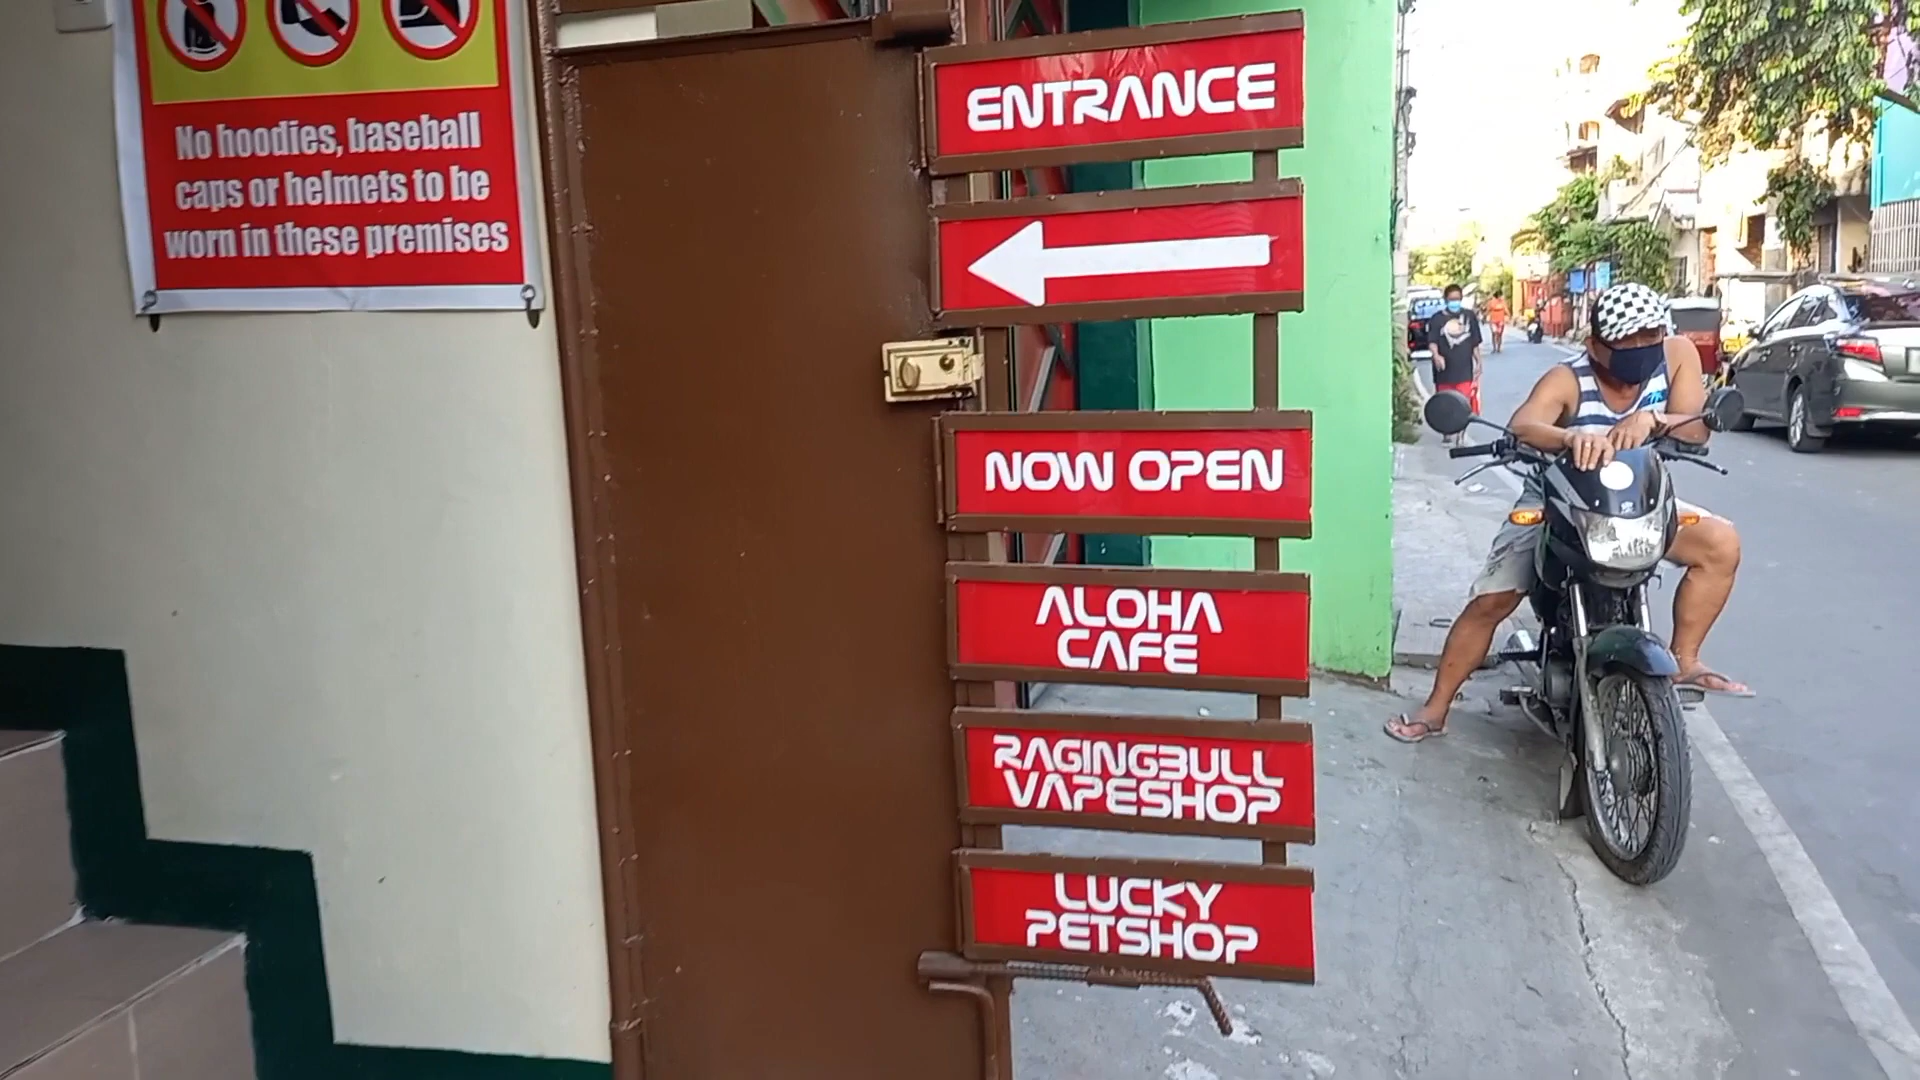 No hoodies, baseball
caps or helmets to be
worn in these premises
ENTRANCE
NOW OPEN
ALOHA
CAFE
RAGINGBULL
VAPESHOP
LUCKY
PETSHOP